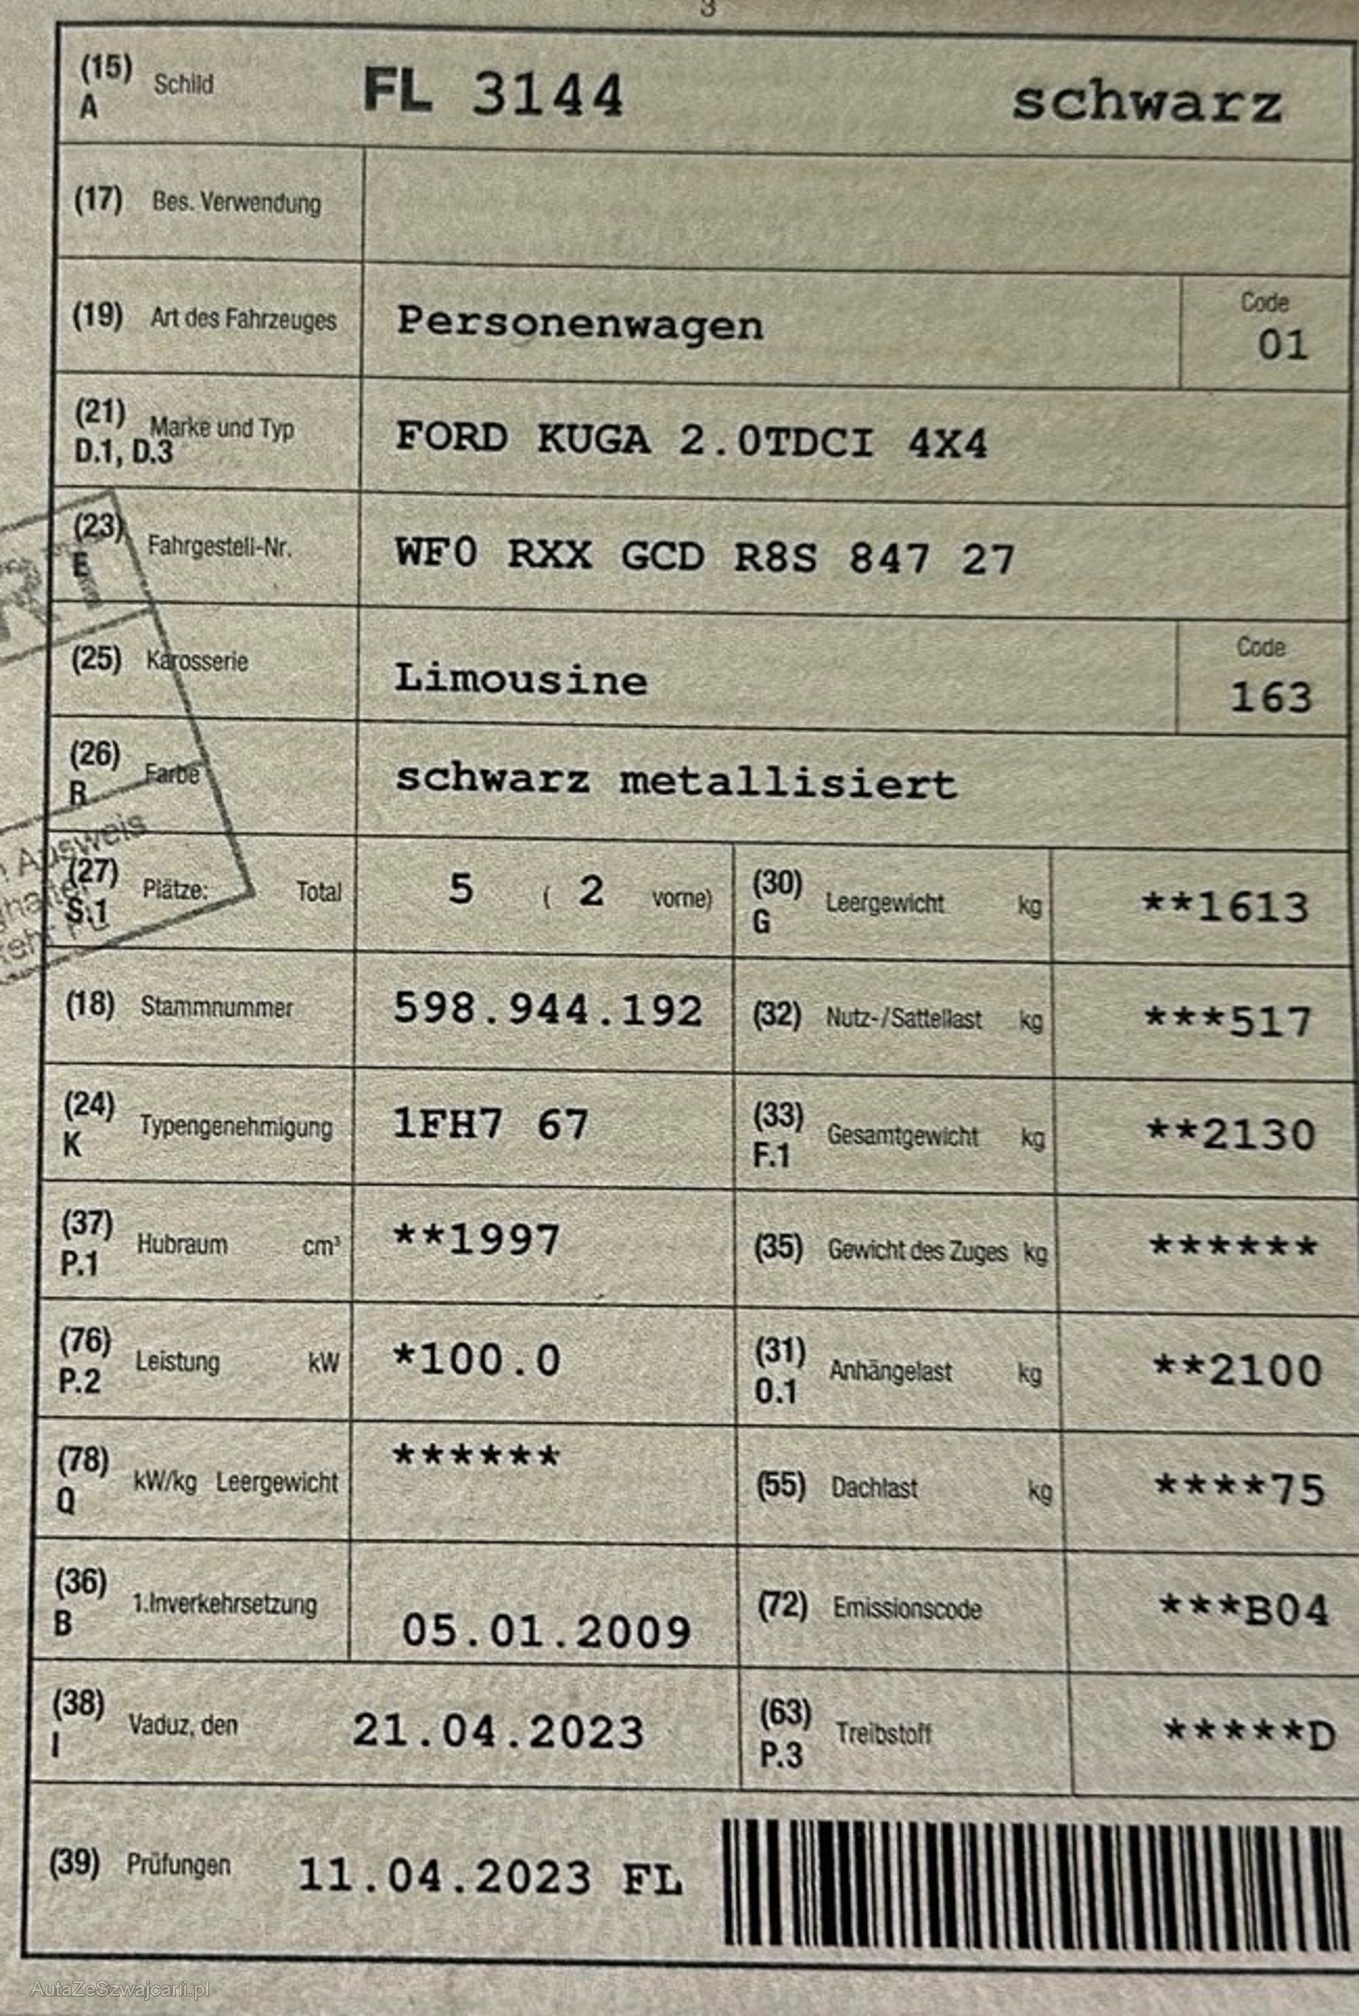 3
(15) A Schild FL 3144 schwarz
(17) Bes. Verwendung
(19) Art des Fahrzeuges Personenwagen Code 01
(21) D.1, D.3 Marke und Typ FORD KUGA 2.0TDCI 4X4
(23) E Fahrgestell-Nr. WF0 RXX GCD R8S 847 27
(25) Karosserie Limousine Code 163
(26) R Farbe schwarz metallisiert
Ausweis
(27) S.1 Plätze: Total 5 ( 2 vorne) (30) G Leergewicht kg **1613
(18) Stammnummer 598.944.192 (32) Nutz-/Sattellast kg ***517
(24) K Typengenehmigung 1FH7 67 (33) F.1 Gesamtgewicht kg **2130
(37) P.1 Hubraum cm³ **1997 (35) Gewicht des Zuges kg ******
(76) P.2 Leistung kW *100.0 (31) O.1 Anhängelast kg **2100
(78) Q kW/kg Leergewicht ****** (55) Dachlast kg ****75
(36) B 1.Inverkehrsetzung 05.01.2009 (72) Emissionscode ***B04
(38) I Vaduz, den 21.04.2023 (63) P.3 Treibstoff *****D
(39) Prüfungen 11.04.2023 FL
AutaZeSzwajcarii.pl